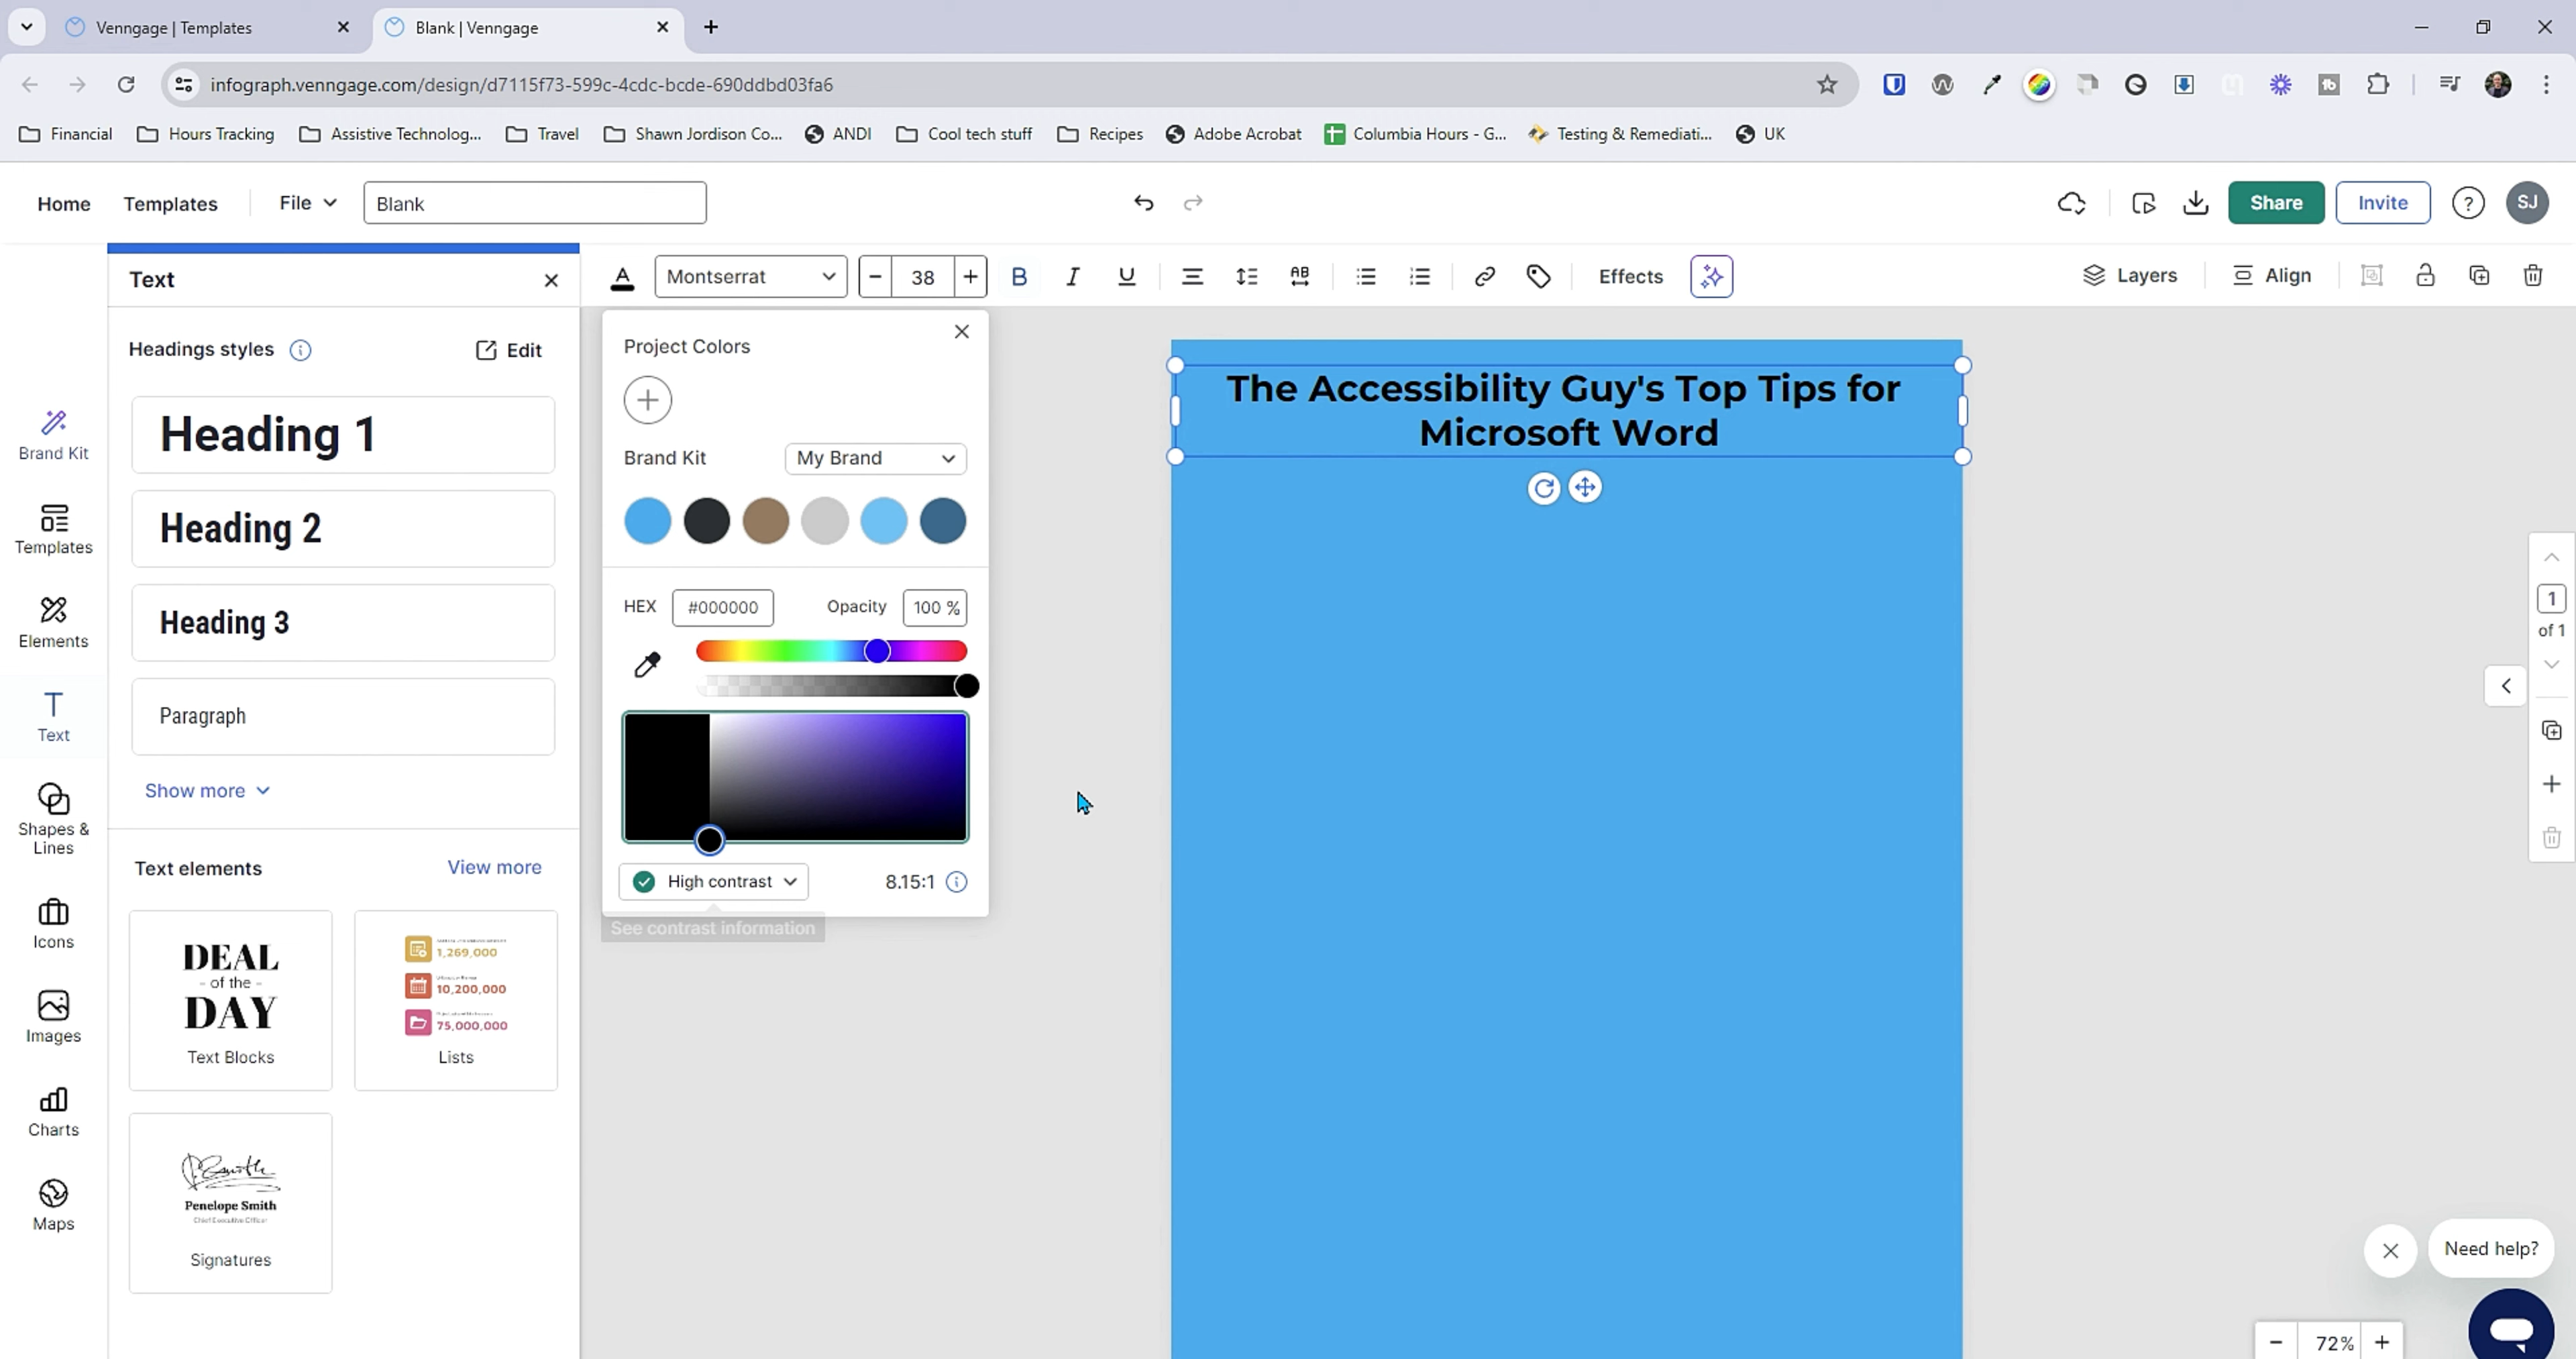 Venngage | Templates
Blank | Venngage
infograph.venngage.com/design/d7115f73-599c-4cdc-bcde-690ddbd03fa6
Financial
Hours Tracking
Assistive Technolog...
Travel
Shawn Jordison Co...
ANDI
Cool tech stuff
Recipes
Adobe Acrobat
Columbia Hours - G...
Testing & Remediati...
UK
Home
Templates
File
Blank
Share
Invite
?
SJ
Text
A
Montserrat
− 38 +
B
I
U
AB
Effects
Layers
Align
Headings styles
Edit
Heading 1
Heading 2
Heading 3
Paragraph
Show more
Text elements
View more
DEAL
- of the -
DAY
Text Blocks
1,269,000
10,200,000
75,000,000
Lists
Penelope Smith
Chief Executive Officer
Signatures
Brand Kit
Templates
Elements
T
Text
Shapes &
Lines
Icons
Images
Charts
Maps
Project Colors
Brand Kit
My Brand
HEX
#000000
Opacity
100 %
High contrast
8.15:1
See contrast information
The Accessibility Guy's Top Tips for
Microsoft Word
1
of 1
Need help?
− 72% +